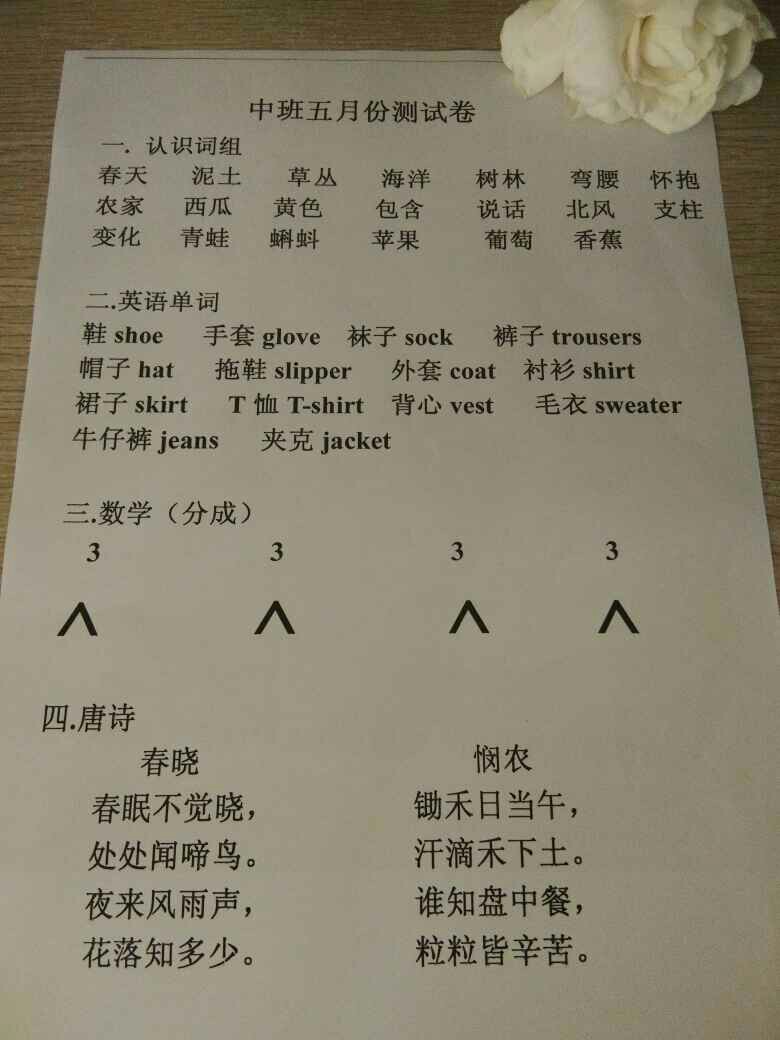 中班五月份测试卷
一. 认识词组
春天 泥土 草丛 海洋 树林 弯腰 怀抱
农家 西瓜 黄色 包含 说话 北风 支柱
变化 青蛙 蝌蚪 苹果 葡萄 香蕉
二.英语单词
鞋 shoe 手套 glove 袜子 sock 裤子 trousers
帽子 hat 拖鞋 slipper 外套 coat 衬衫 shirt
裙子 skirt T 恤 T-shirt 背心 vest 毛衣 sweater
牛仔裤 jeans 夹克 jacket
三.数学（分成）
3 3 3 3
∧ ∧ ∧ ∧
四.唐诗
春晓 悯农
春眠不觉晓， 锄禾日当午，
处处闻啼鸟。 汗滴禾下土。
夜来风雨声， 谁知盘中餐，
花落知多少。 粒粒皆辛苦。